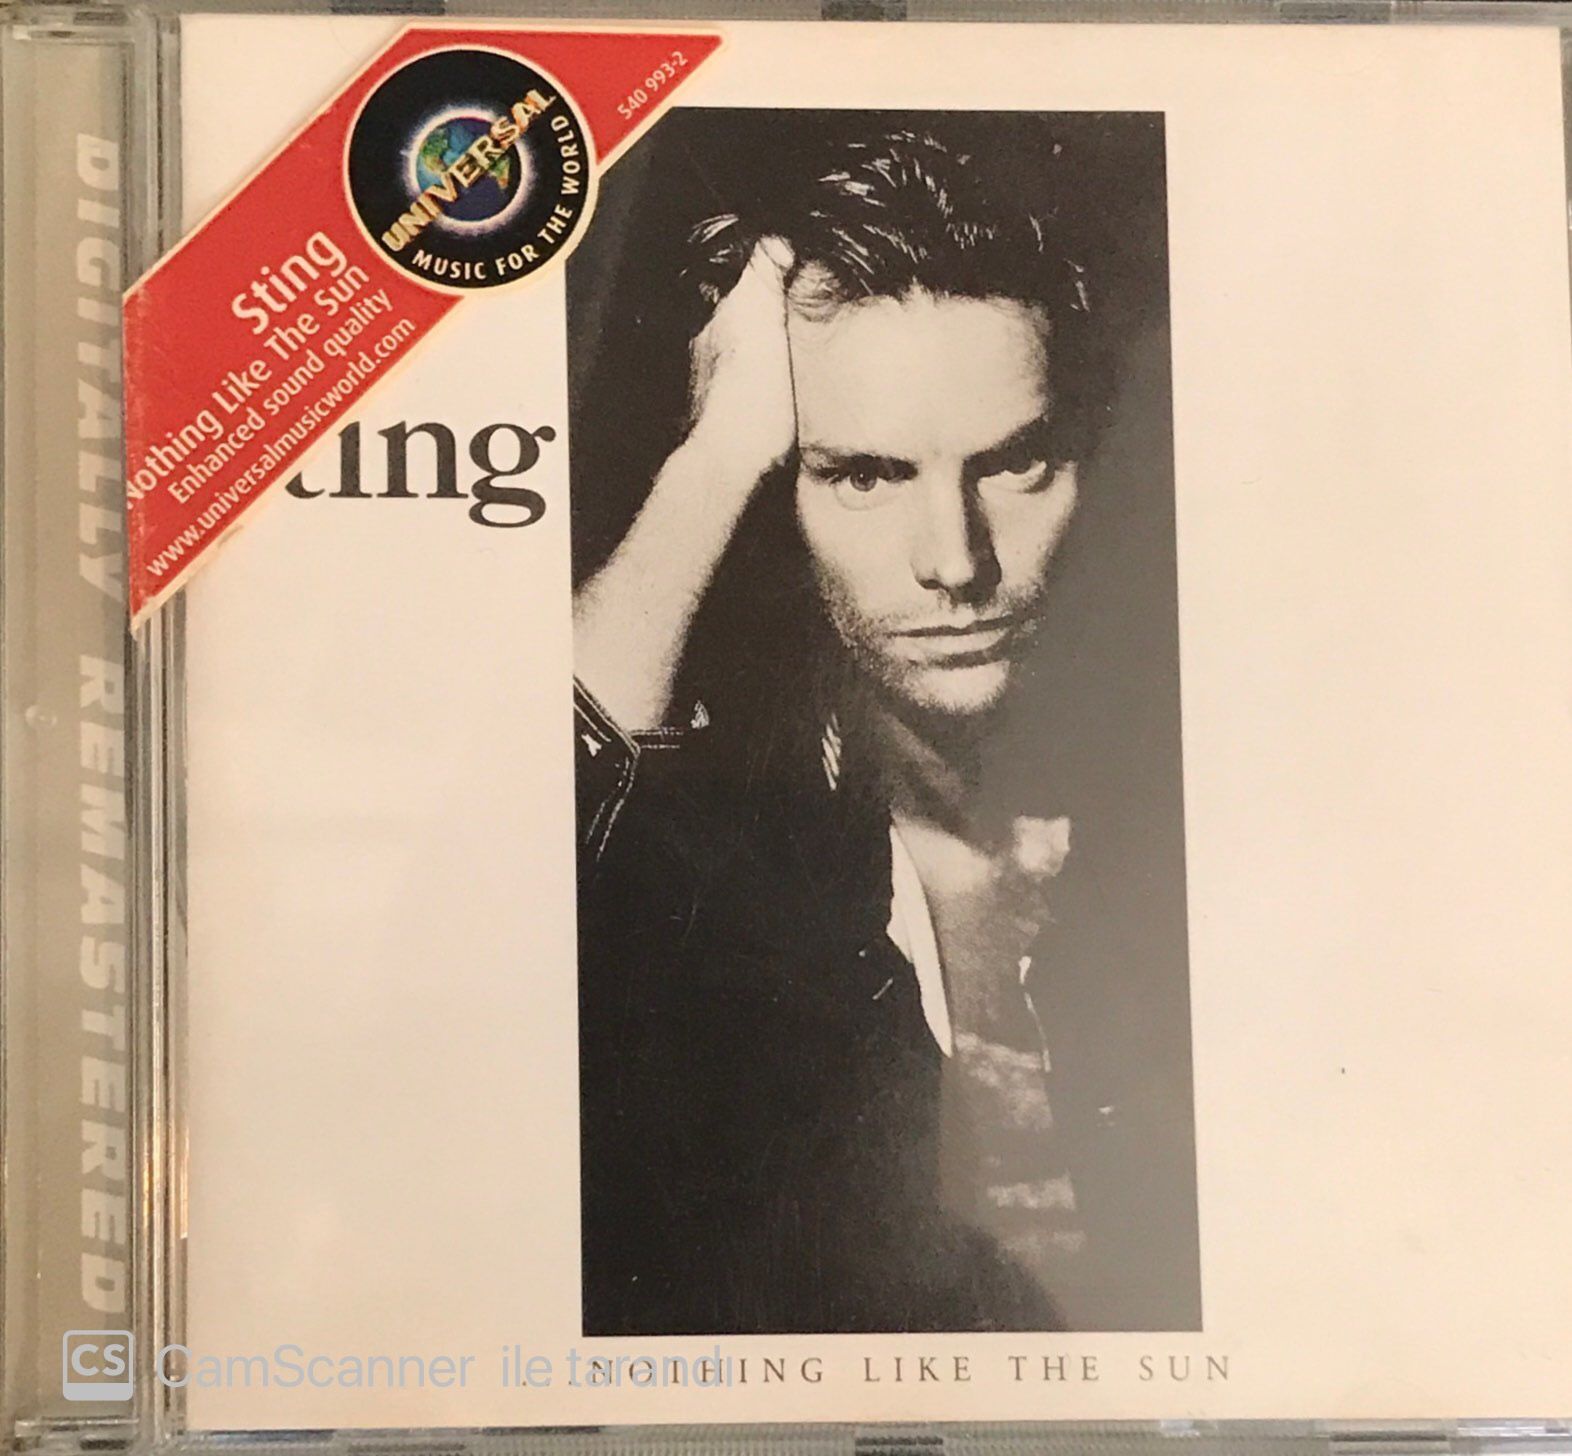 DIGITALLY REMASTERED
540 993-2
UNIVERSAL
MUSIC FOR THE WORLD
Sting
Nothing Like The Sun
Enhanced sound quality
www.universalmusicworld.com
ting
...NOTHING LIKE THE SUN
CS CamScanner ile tarandı